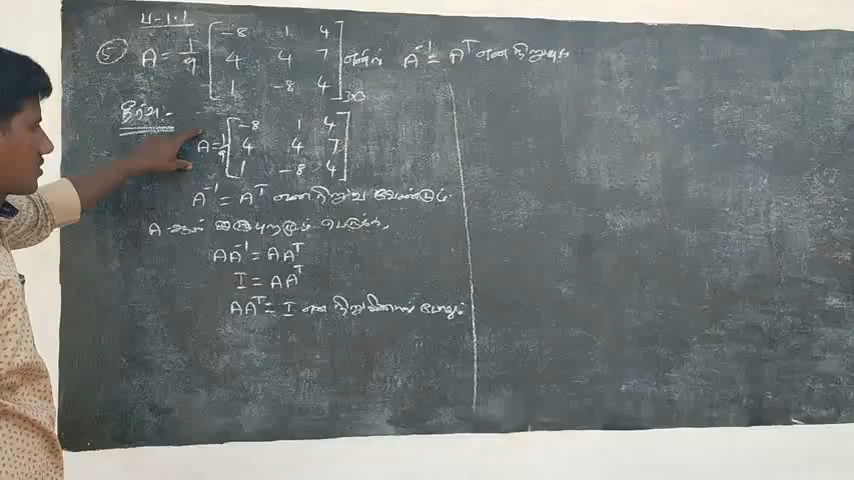 ப-1.1
⑤ A = 1/9 [ -8 1 4
4 4 7
1 -8 4 ]3x3 எனில் A⁻¹ = Aᵀ என நிறுவுக
தீர்வு:-
A = 1/9 [ -8 1 4
4 4 7
1 -8 4 ]
A⁻¹ = Aᵀ என நிறுவ வேண்டும்.
A-ஆல் இருபுறமும் பெருக்க,
AA⁻¹ = AAᵀ
I = AAᵀ
AAᵀ = I என நிறுவினால் போதும்